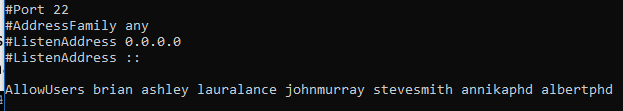 #Port 22
#AddressFamily any
#ListenAddress 0.0.0.0
#ListenAddress ::
AllowUsers brian ashley lauralance johnmurray stevesmith annikaphd albertphd